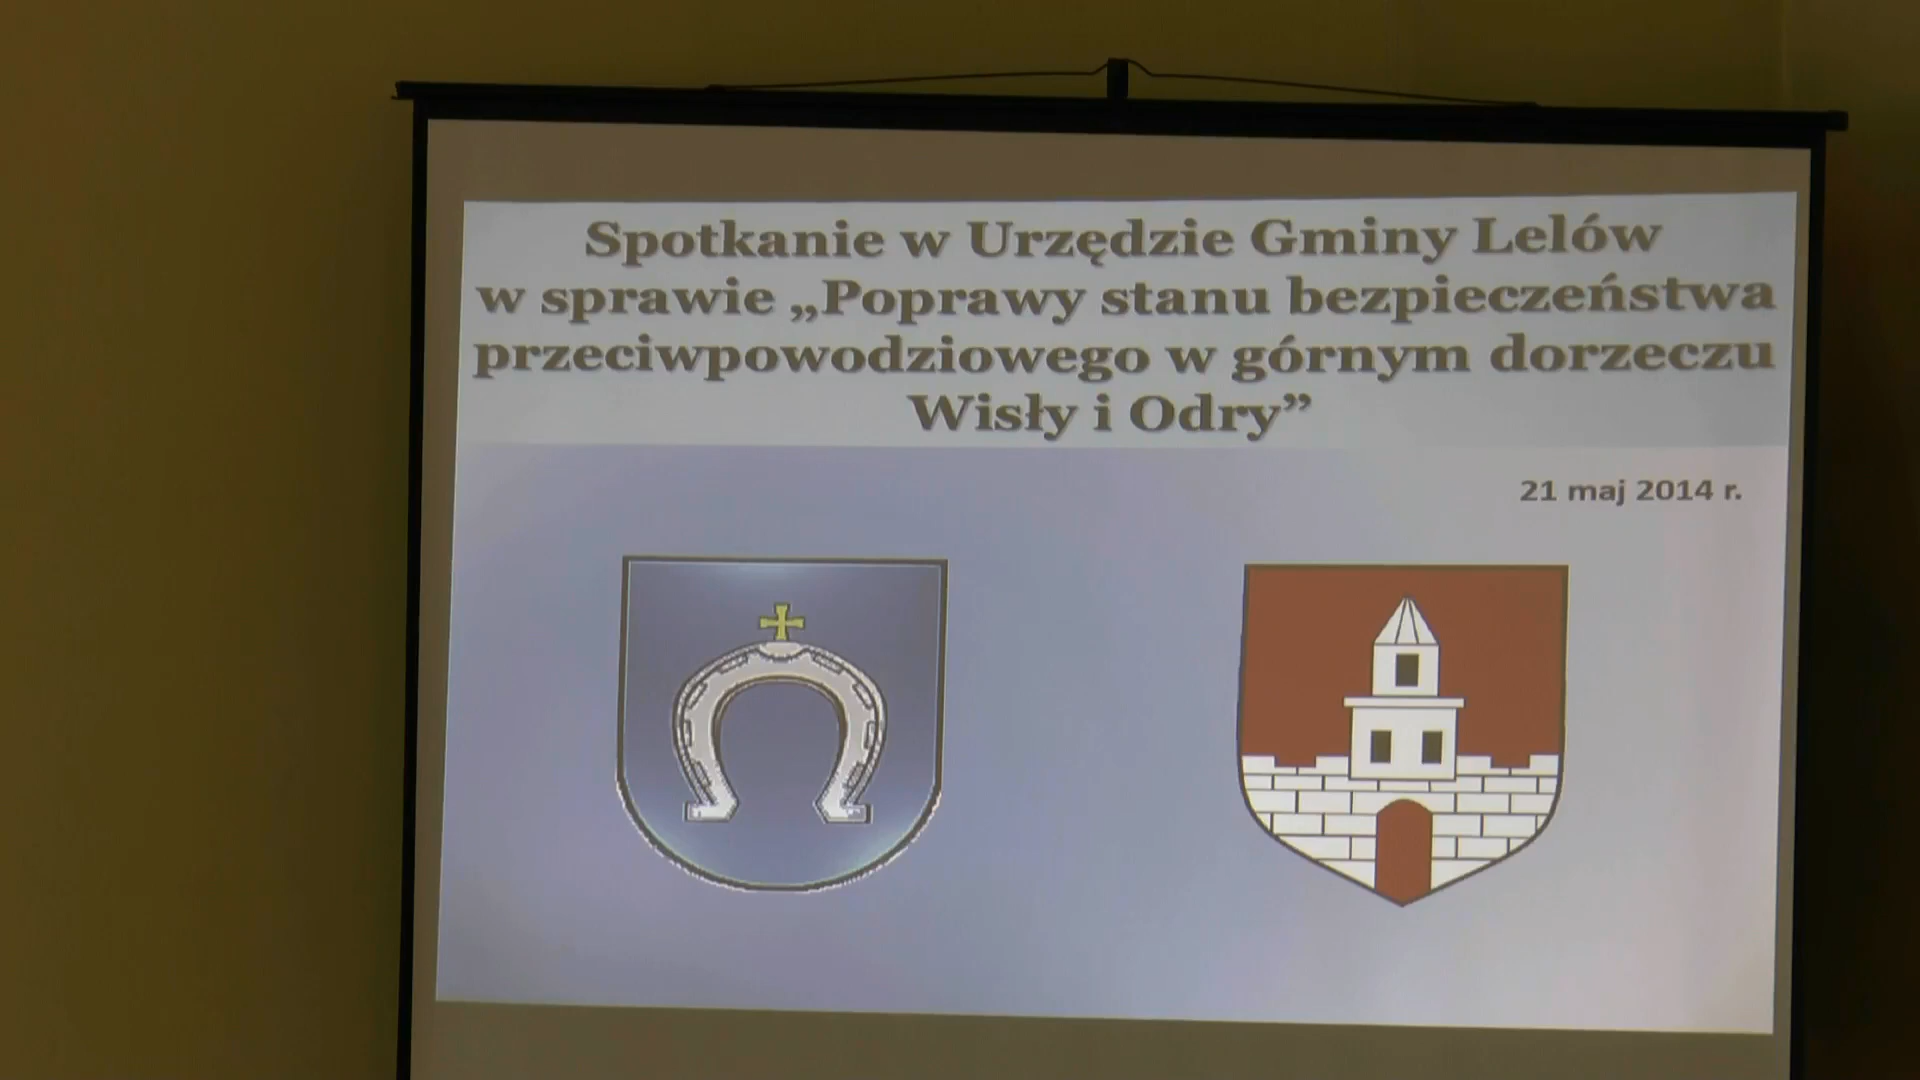 Spotkanie w Urzędzie Gminy Lelów
w sprawie „Poprawy stanu bezpieczeństwa
przeciwpowodziowego w górnym dorzeczu
Wisły i Odry”
21 maj 2014 r.